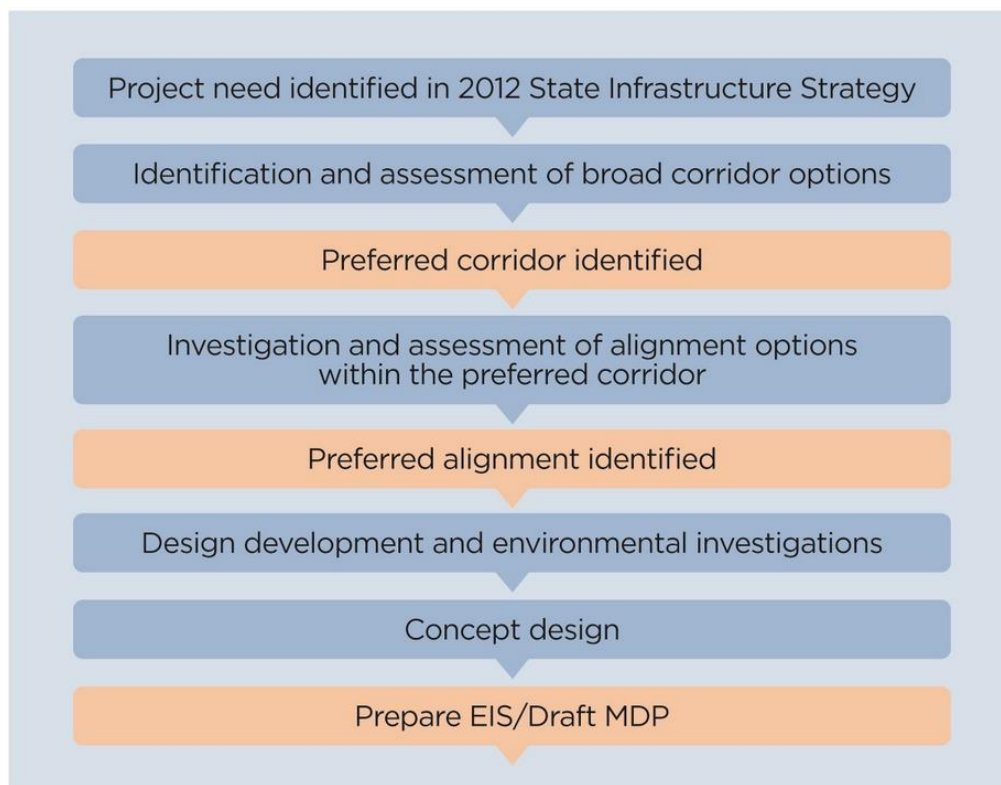 Project need identified in 2012 State Infrastructure Strategy
Identification and assessment of broad corridor options
Preferred corridor identified
Investigation and assessment of alignment options
within the preferred corridor
Preferred alignment identified
Design development and environmental investigations
Concept design
Prepare EIS/Draft MDP